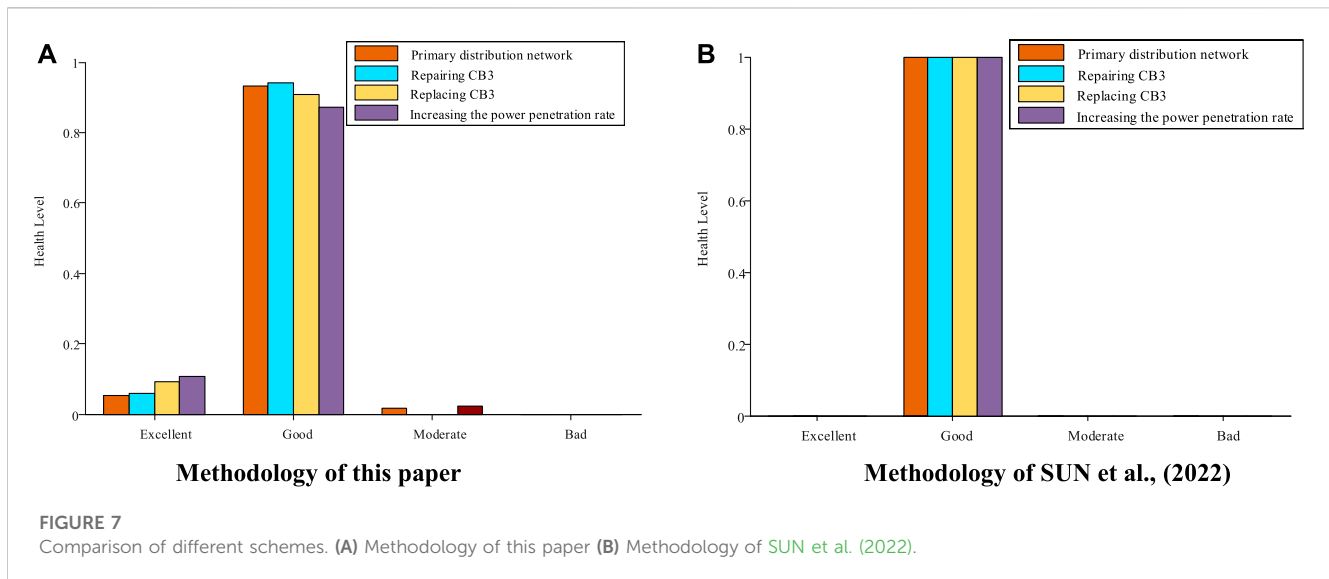 A
Primary distribution network
Repairing CB3
Replacing CB3
Increasing the power penetration rate
1
0.8
0.6
0.4
0.2
0
Health Level
Excellent
Good
Moderate
Bad
Methodology of this paper
B
Primary distribution network
Repairing CB3
Replacing CB3
Increasing the power penetration rate
1
0.8
0.6
0.4
0.2
0
Health Level
Excellent
Good
Moderate
Bad
Methodology of SUN et al., (2022)
FIGURE 7
Comparison of different schemes. (A) Methodology of this paper (B) Methodology of SUN et al. (2022).